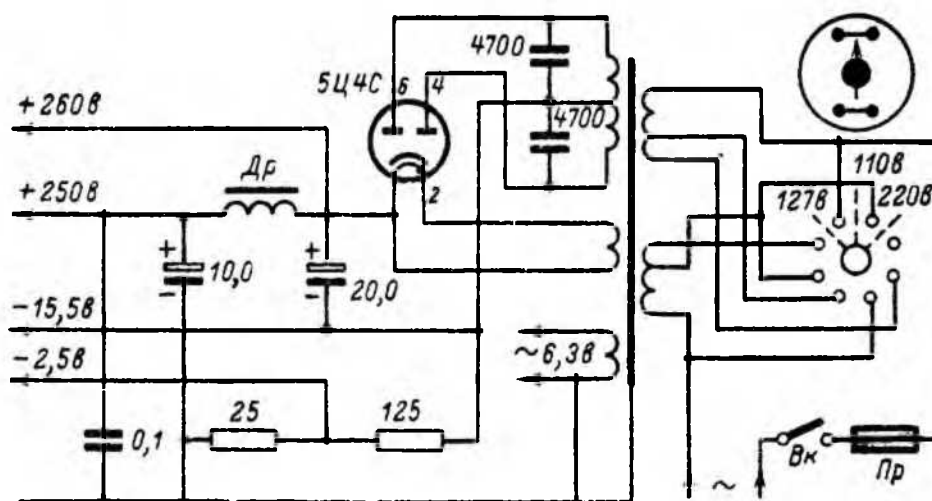 4700
5Ц4С
6 4
4700
+260в
110в
Др
+250в
2
127в 220в
+
10,0
-
+
20,0
-
-15,5в
~6,3в
-2,5в
25 125
0,1
Вк
Пр
~